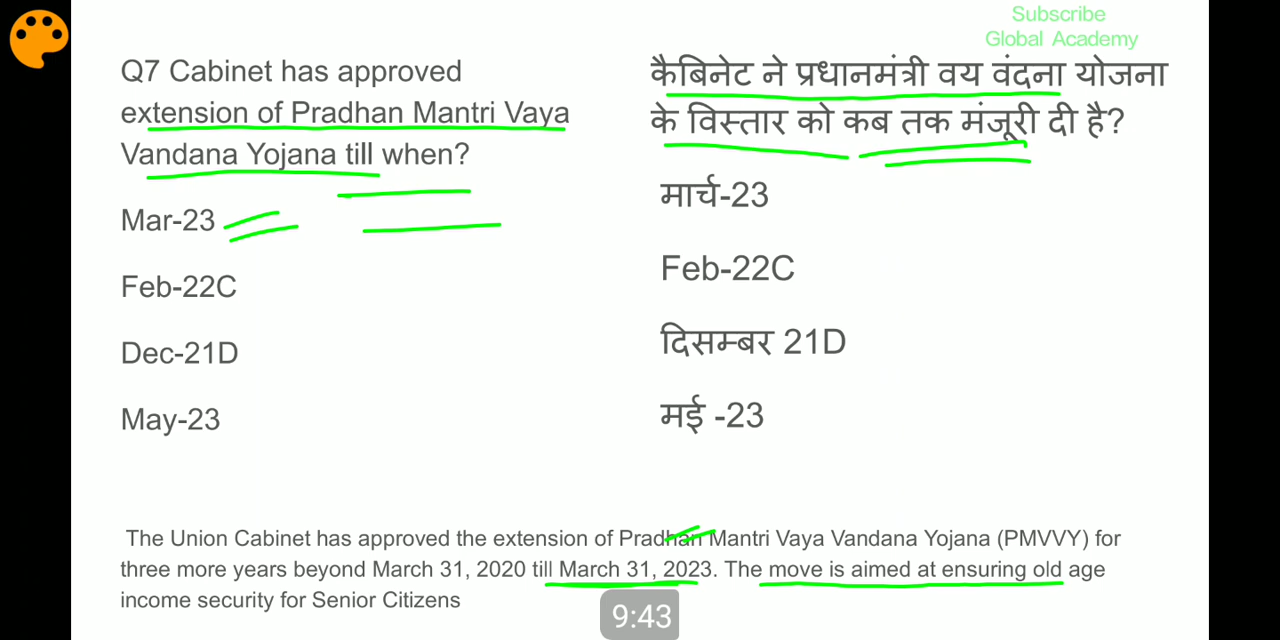 Subscribe
Global Academy
Q7 Cabinet has approved
extension of Pradhan Mantri Vaya
Vandana Yojana till when?
Mar-23
Feb-22C
Dec-21D
May-23
कैबिनेट ने प्रधानमंत्री वय वंदना योजना
के विस्तार को कब तक मंजूरी दी है?
मार्च-23
Feb-22C
दिसम्बर 21D
मई -23
The Union Cabinet has approved the extension of Pradhan Mantri Vaya Vandana Yojana (PMVVY) for
three more years beyond March 31, 2020 till March 31, 2023. The move is aimed at ensuring old age
income security for Senior Citizens
9:43